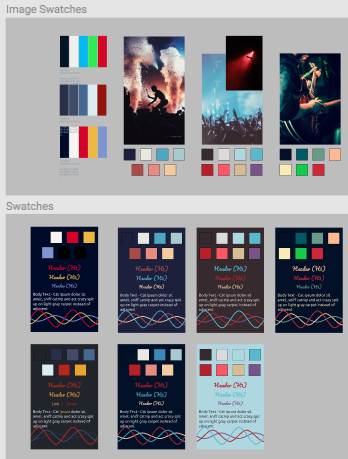 Image Swatches
Swatches
Header (H1)
Header (H2)
Header (H3)
Body Text - Cat ipsum dolor sit
amet, sniff catnip and act crazy spit
up on light gray carpet instead of
adjacent
Header (H1)
Header (H2)
Header (H3)
Body Text - Cat ipsum dolor sit
amet, sniff catnip and act crazy spit
up on light gray carpet instead of
adjacent
Header (H1)
Header (H2)
Header (H3)
Body Text - Cat ipsum dolor sit
amet, sniff catnip and act crazy spit
up on light gray carpet instead of
adjacent
Header (H1)
Header (H2)
Header (H3)
Body Text - Cat ipsum dolor sit
amet, sniff catnip and act crazy spit
up on light gray carpet instead of
adjacent
Header (H1)
Header (H2)
Link
Body Text - Cat ipsum dolor sit
amet, sniff catnip and act crazy spit
up on light gray carpet instead of
adjacent
Header (H1)
Header (H2)
Header (H3)
Body Text - Cat ipsum dolor sit
amet, sniff catnip and act crazy spit
up on light gray carpet instead of
adjacent
Header (H1)
Header (H2)
Header (H3)
Body Text - Cat ipsum dolor sit
amet, sniff catnip and act crazy spit
up on light gray carpet instead of
adjacent